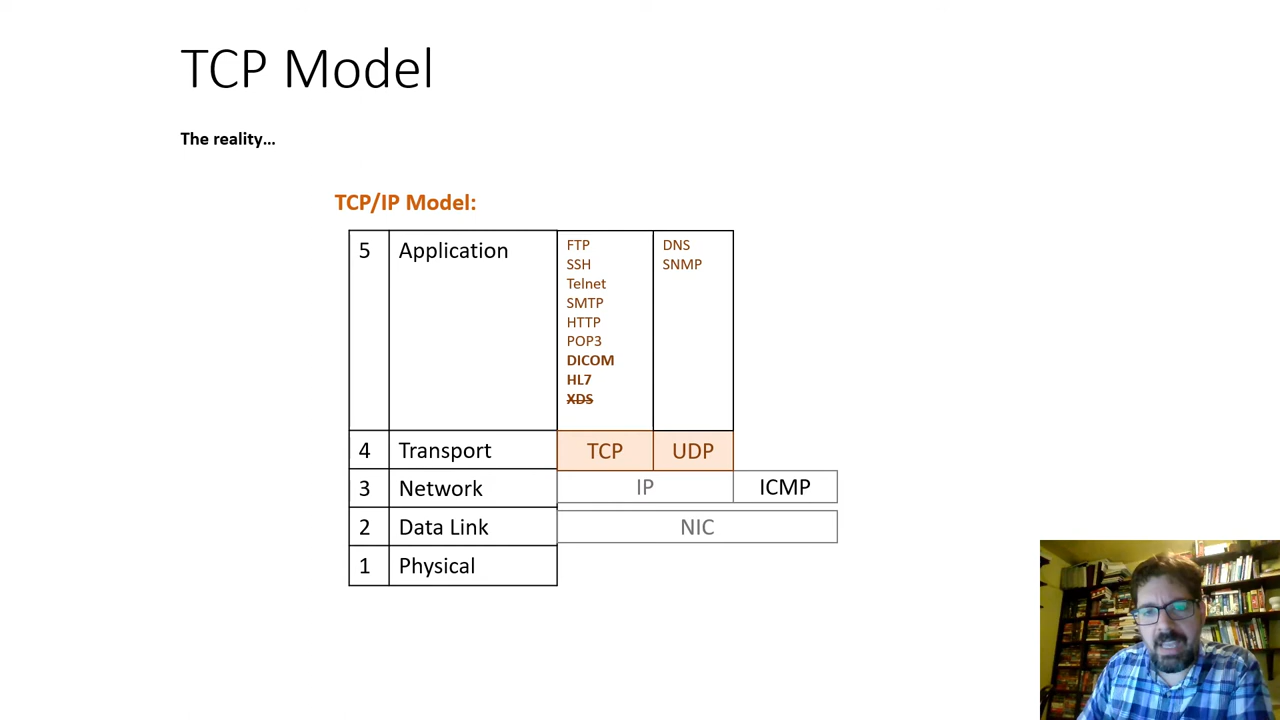 TCP Model
The reality...
TCP/IP Model:
5 Application
FTP
SSH
Telnet
SMTP
HTTP
POP3
DICOM
HL7
XDS
DNS
SNMP
4 Transport TCP UDP
3 Network IP ICMP
2 Data Link NIC
1 Physical